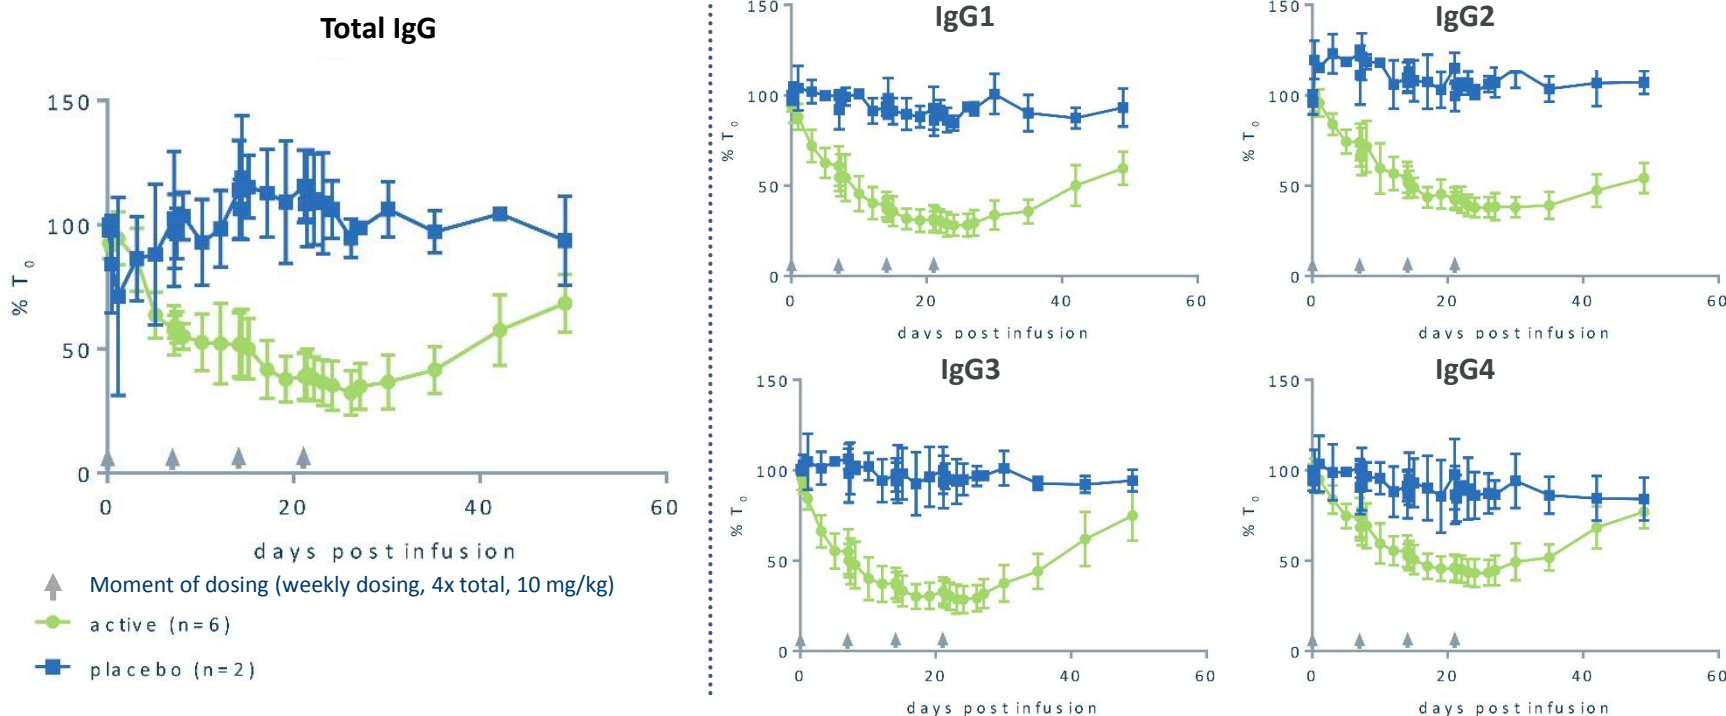 Total IgG
150
100
50
0
% T0
0 20 40 60
days post infusion
Moment of dosing (weekly dosing, 4x total, 10 mg/kg)
active (n=6)
placebo (n=2)
IgG1
150
100
50
0
% T0
0 20 40 60
days post infusion
IgG2
150
100
50
0
% T0
0 20 40 60
days post infusion
IgG3
150
100
50
0
% T0
0 20 40 60
days post infusion
IgG4
150
100
50
0
% T0
0 20 40 60
days post infusion